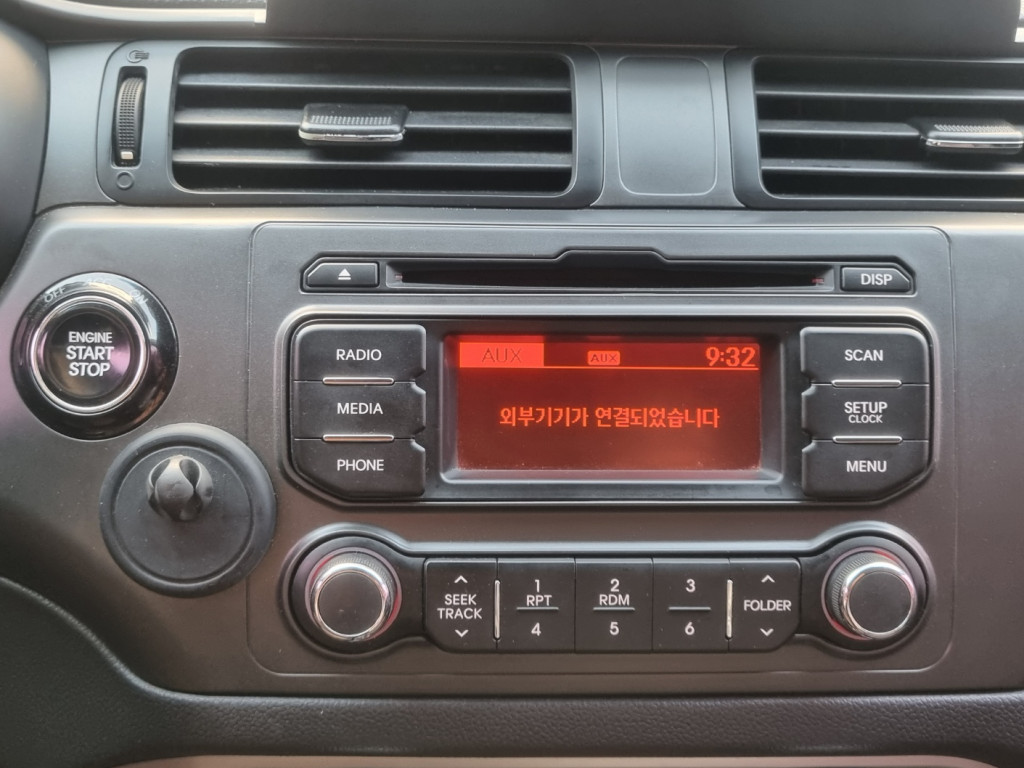 DISP
ENGINE
START
STOP
OFF
ON
RADIO
MEDIA
PHONE
AUX
AUX
9:32
외부기기가 연결되었습니다
SCAN
SETUP
CLOCK
MENU
SEEK
TRACK
1
RPT
4
2
RDM
5
3
6
FOLDER